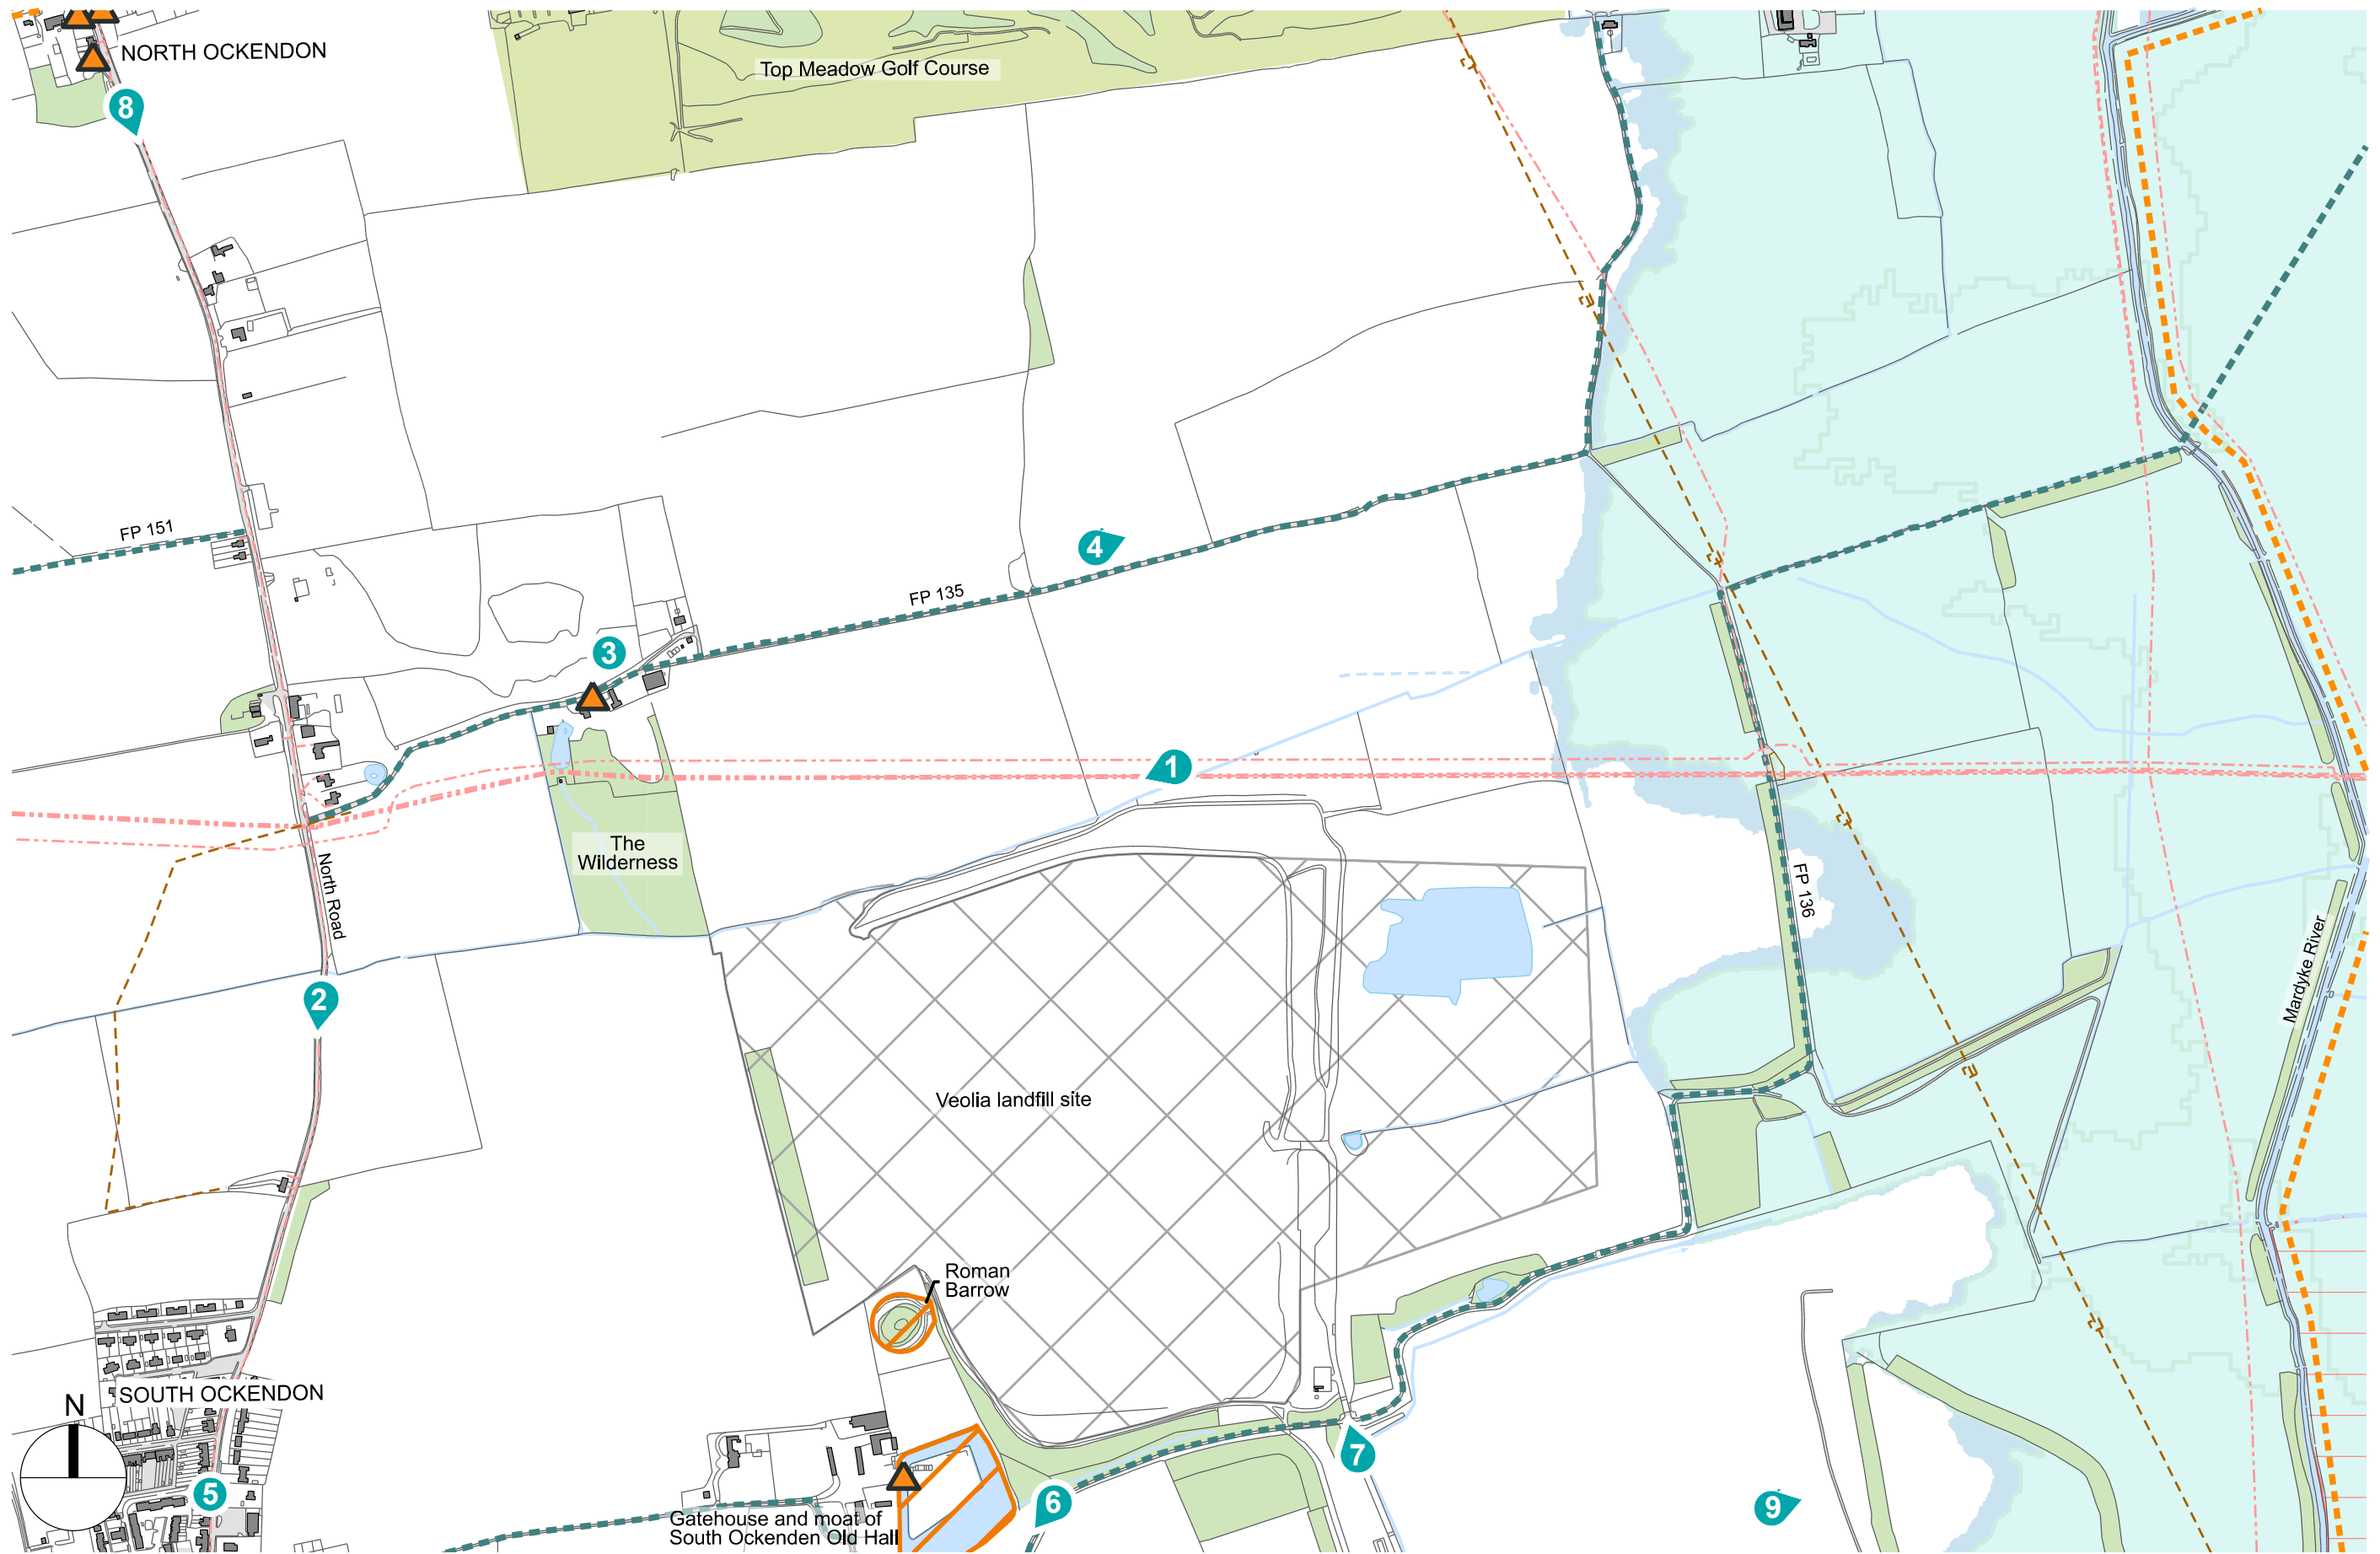 NORTH OCKENDON
Top Meadow Golf Course
8
FP 151
4
FP 135
3
1
The
Wilderness
North Road
FP 136
2
Mardyke River
Veolia landfill site
Roman
Barrow
SOUTH OCKENDON
N
7
5
6
9
Gatehouse and moat of
South Ockenden Old Hall